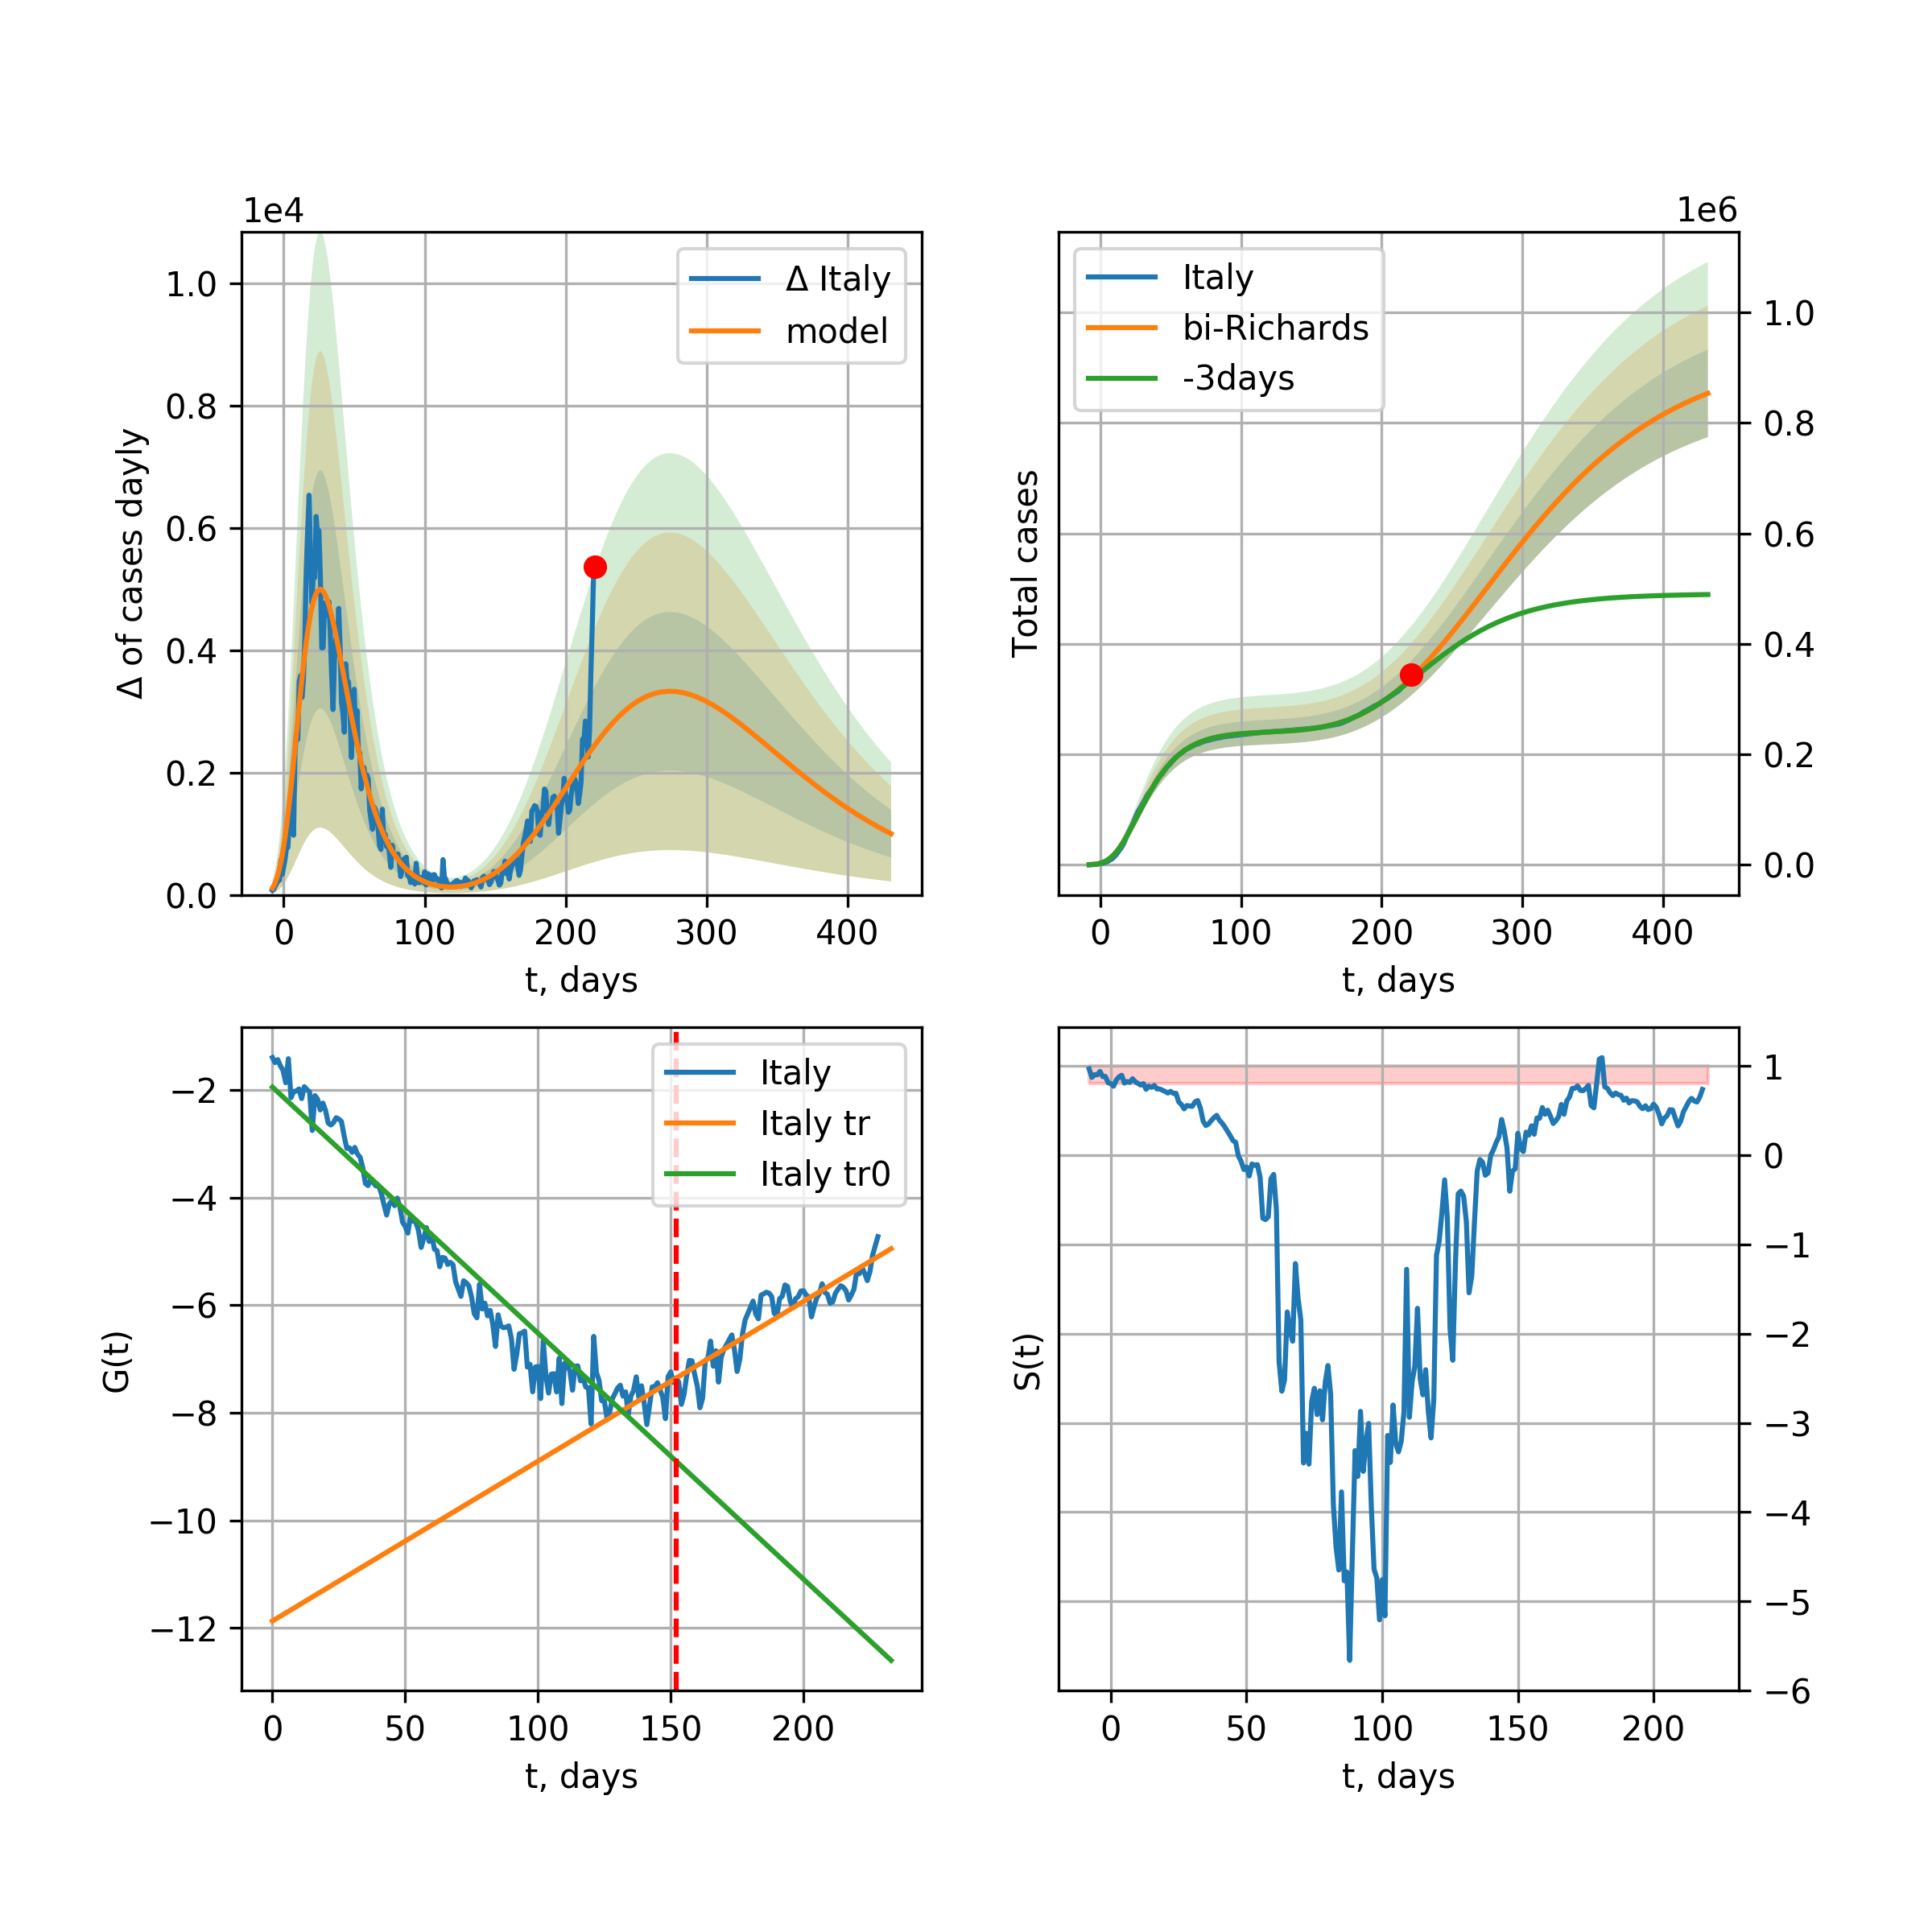 1e4
Δ of cases dayly
1.0
0.8
0.6
0.4
0.2
0.0
Δ Italy
model
0 100 200 300 400
t, days
1e6
Total cases
Italy
bi-Richards
-3days
1.0
0.8
0.6
0.4
0.2
0.0
0 100 200 300 400
t, days
G(t)
−2
−4
−6
−8
−10
−12
Italy
Italy tr
Italy tr0
0 50 100 150 200
t, days
S(t)
1
0
−1
−2
−3
−4
−5
−6
0 50 100 150 200
t, days